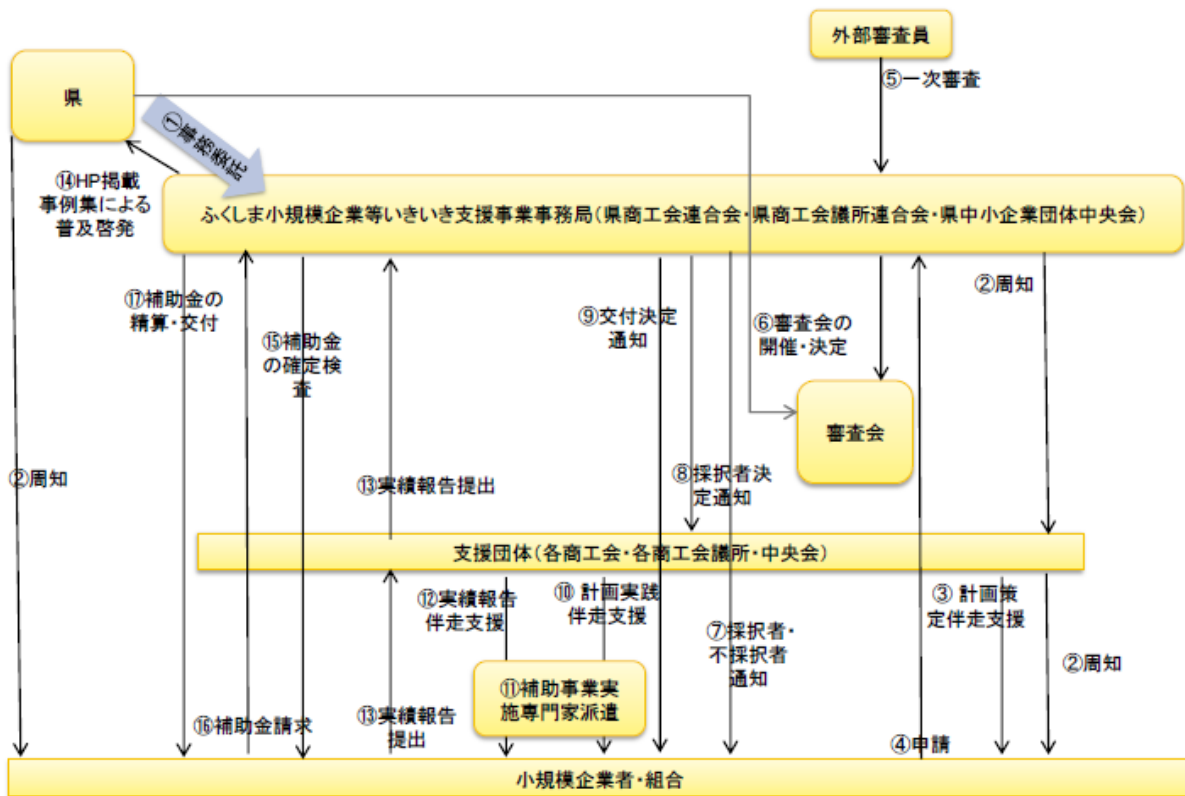 外部審査員
⑤一次審査
県
①事務委託
⑭HP掲載
事例集による
普及啓発
ふくしま小規模企業等いきいき支援事業事務局(県商工会連合会・県商工会議所連合会・県中小企業団体中央会)
⑰補助金の
精算・交付
⑮補助金
の確定検
査
⑨交付決定
通知
⑥審査会の
開催・決定
②周知
審査会
②周知
⑬実績報告提出
⑧採択者決
定通知
支援団体(各商工会・各商工会議所・中央会)
⑫実績報告
伴走支援
⑩ 計画実践
伴走支援
③ 計画策
定伴走支援
⑦採択者・
不採択者
通知
②周知
⑪補助事業実
施専門家派遣
⑯補助金請求
⑬実績報告
提出
④申請
小規模企業者・組合